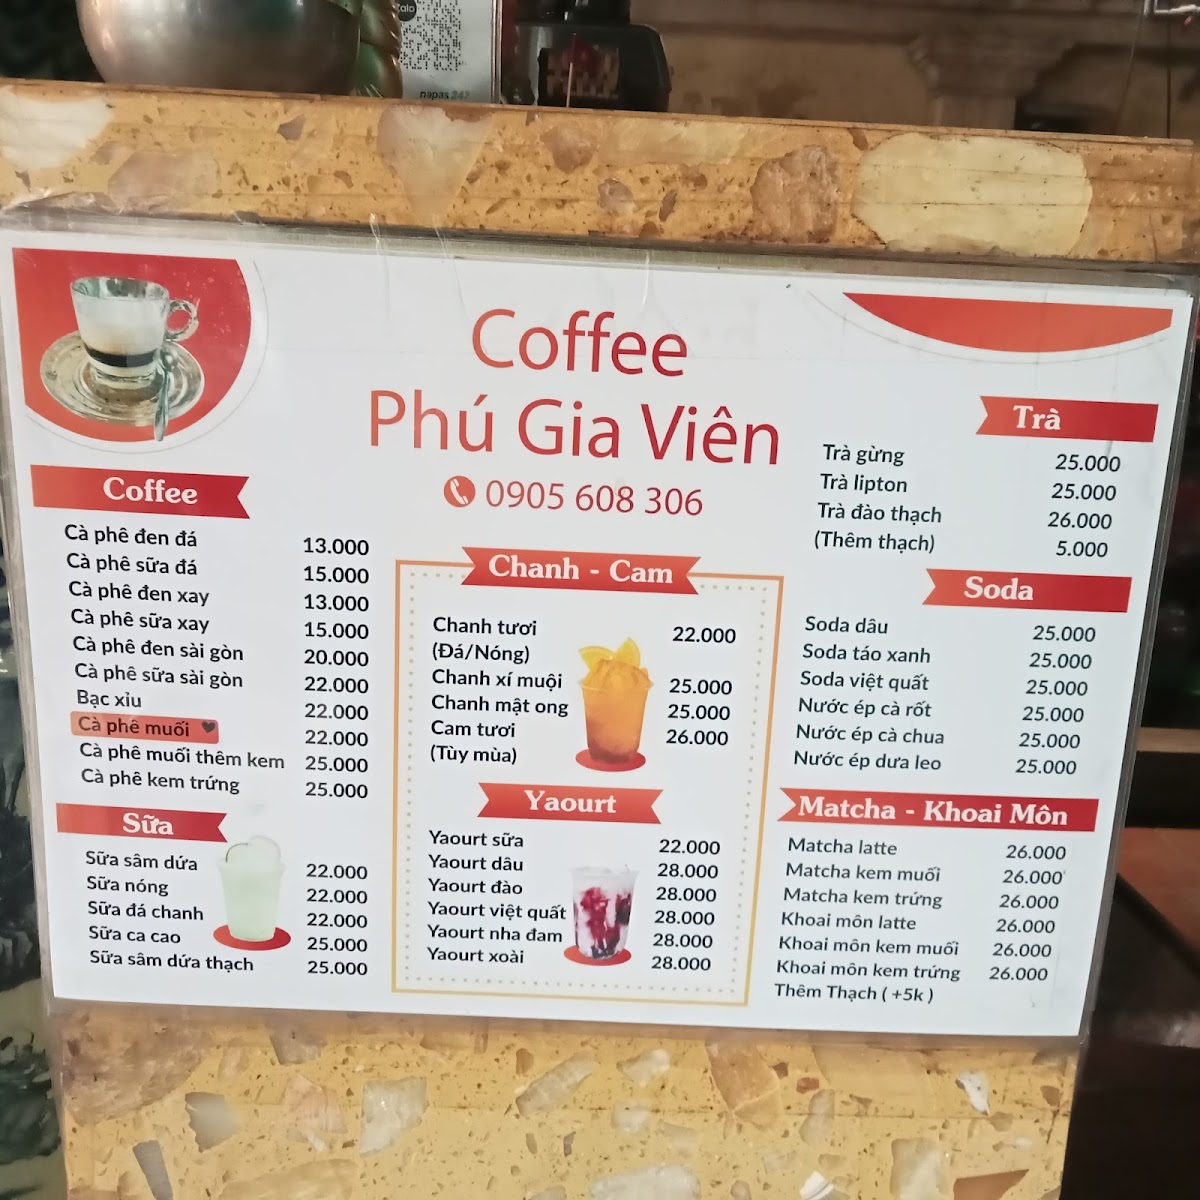 Zalo
napas 247
Coffee
Phú Gia Viên
0905 608 306
Coffee
Cà phê đen đá 13.000
Cà phê sữa đá 15.000
Cà phê đen xay 13.000
Cà phê sữa xay 15.000
Cà phê đen sài gòn 20.000
Cà phê sữa sài gòn 22.000
Bạc xỉu 22.000
Cà phê muối 22.000
Cà phê muối thêm kem 25.000
Cà phê kem trứng 25.000
Sữa
Sữa sâm dứa 22.000
Sữa nóng 22.000
Sữa đá chanh 22.000
Sữa ca cao 25.000
Sữa sâm dứa thạch 25.000
Chanh - Cam
Chanh tươi 22.000
(Đá/Nóng)
Chanh xí muội 25.000
Chanh mật ong 25.000
Cam tươi 26.000
(Tùy mùa)
Yaourt
Yaourt sữa 22.000
Yaourt dâu 28.000
Yaourt đào 28.000
Yaourt việt quất 28.000
Yaourt nha đam 28.000
Yaourt xoài 28.000
Trà
Trà gừng 25.000
Trà lipton 25.000
Trà đào thạch 26.000
(Thêm thạch) 5.000
Soda
Soda dâu 25.000
Soda táo xanh 25.000
Soda việt quất 25.000
Nước ép cà rốt 25.000
Nước ép cà chua 25.000
Nước ép dưa leo 25.000
Matcha - Khoai Môn
Matcha latte 26.000
Matcha kem muối 26.000
Matcha kem trứng 26.000
Khoai môn latte 26.000
Khoai môn kem muối 26.000
Khoai môn kem trứng 26.000
Thêm Thạch ( +5k )